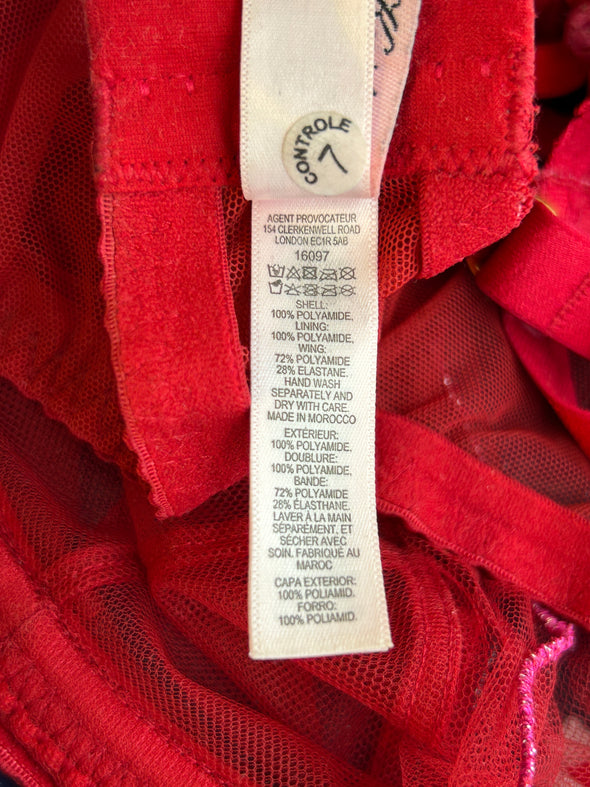 CONTROLE
7
AGENT PROVOCATEUR
154 CLERKENWELL ROAD
LONDON EC1R 5AB
16097
SHELL:
100% POLYAMIDE,
LINING:
100% POLYAMIDE,
WING:
72% POLYAMIDE
28% ELASTANE.
HAND WASH
SEPARATELY AND
DRY WITH CARE.
MADE IN MOROCCO
EXTÉRIEUR:
100% POLYAMIDE,
DOUBLURE:
100% POLYAMIDE,
BANDE:
72% POLYAMIDE
28% ÉLASTHANE.
LAVER À LA MAIN
SÉPARÉMENT, ET
SÉCHER AVEC
SOIN. FABRIQUÉ AU
MAROC
CAPA EXTERIOR:
100% POLIAMID.
FORRO:
100% POLIAMID.